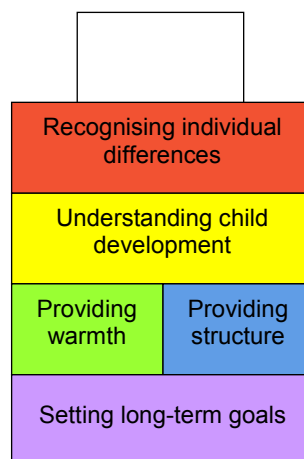 Recognising individual
differences
Understanding child
development
Providing
warmth
Providing
structure
Setting long-term goals